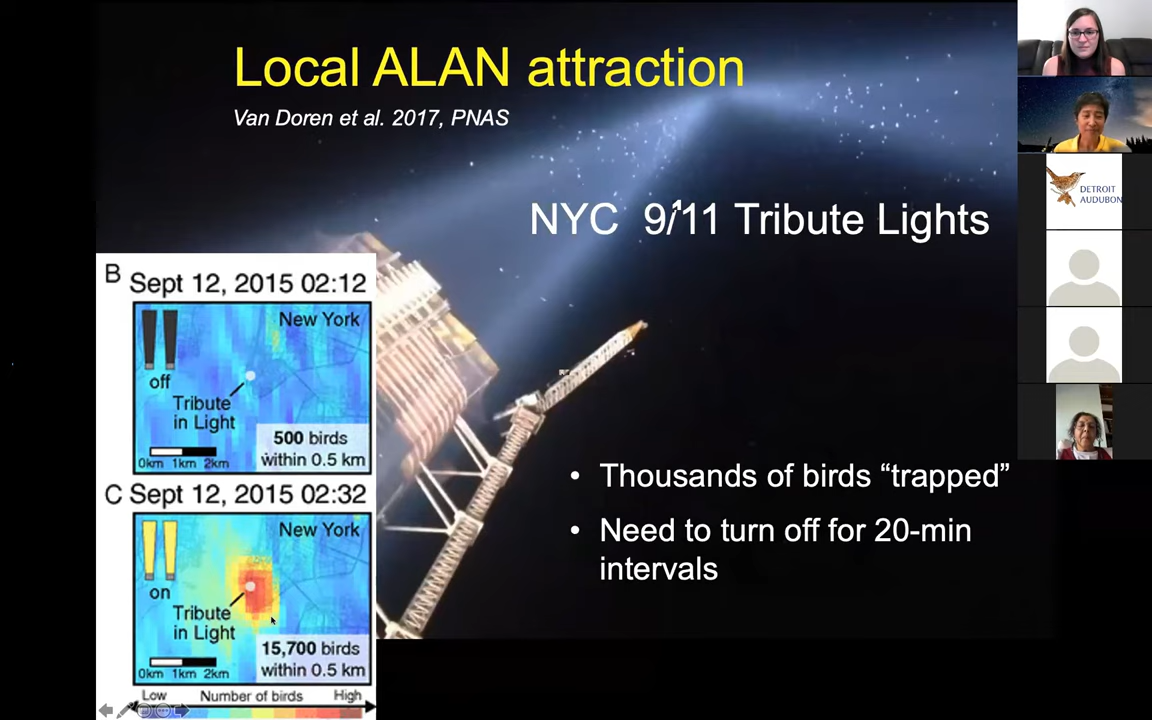 Local ALAN attraction
Van Doren et al. 2017, PNAS
NYC 9/11 Tribute Lights
B Sept 12, 2015 02:12
New York
off
Tribute
in Light
500 birds
within 0.5 km
0km 1km 2km
C Sept 12, 2015 02:32
New York
on
Tribute
in Light
15,700 birds
within 0.5 km
0km 1km 2km
Low Number of birds High
• Thousands of birds “trapped”
• Need to turn off for 20-min
intervals
DETROIT
AUDUBON